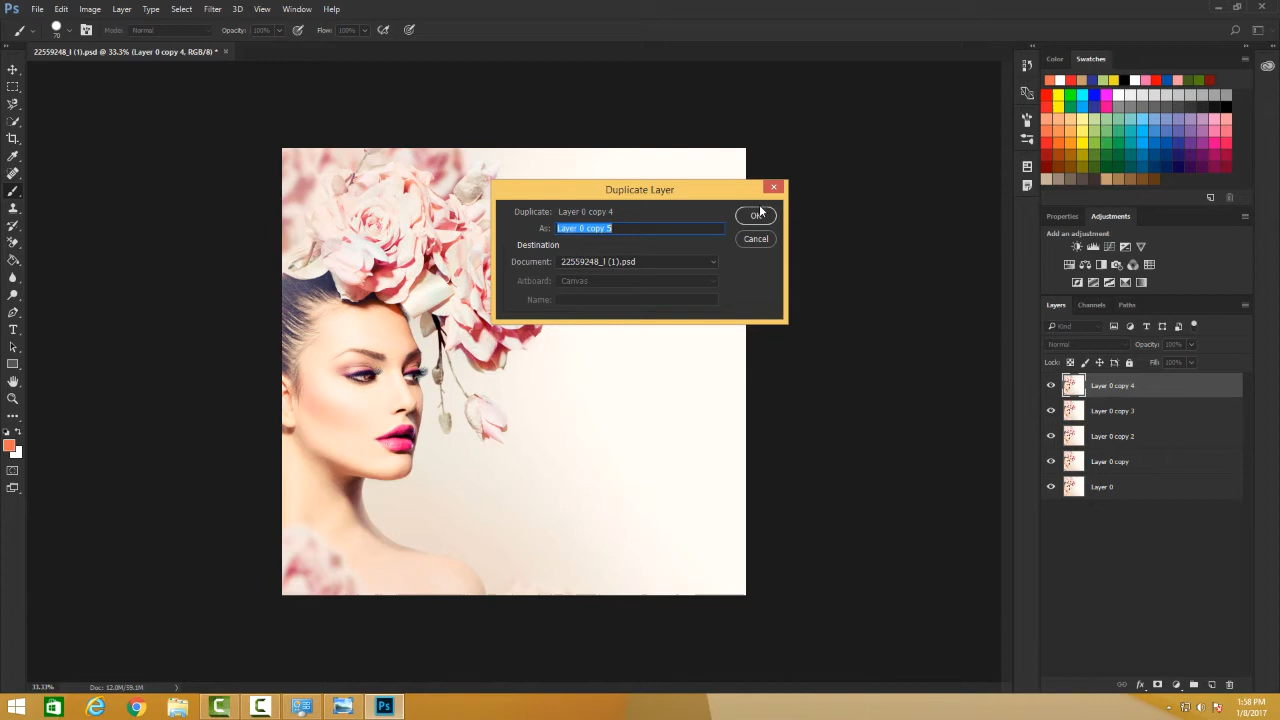 Ps File Edit Image Layer Type Select Filter 3D View Window Help
70 Mode: Normal Opacity: 100% Flow: 100%
22559248_l (1).psd @ 33.3% (Layer 0 copy 4, RGB/8) * ×
Color Swatches
Duplicate Layer
Duplicate: Layer 0 copy 4
OK
As: Layer 0 copy 5
Cancel
Destination
Document: 22559248_l (1).psd
Artboard: Canvas
Name:
Properties Adjustments
Add an adjustment
Layers Channels Paths
Kind
Normal Opacity: 100%
Lock: Fill: 100%
Layer 0 copy 4
Layer 0 copy 3
Layer 0 copy 2
Layer 0 copy
Layer 0
33.33% Doc: 12.0M/59.1M
Ps
1:58 PM
1/8/2017